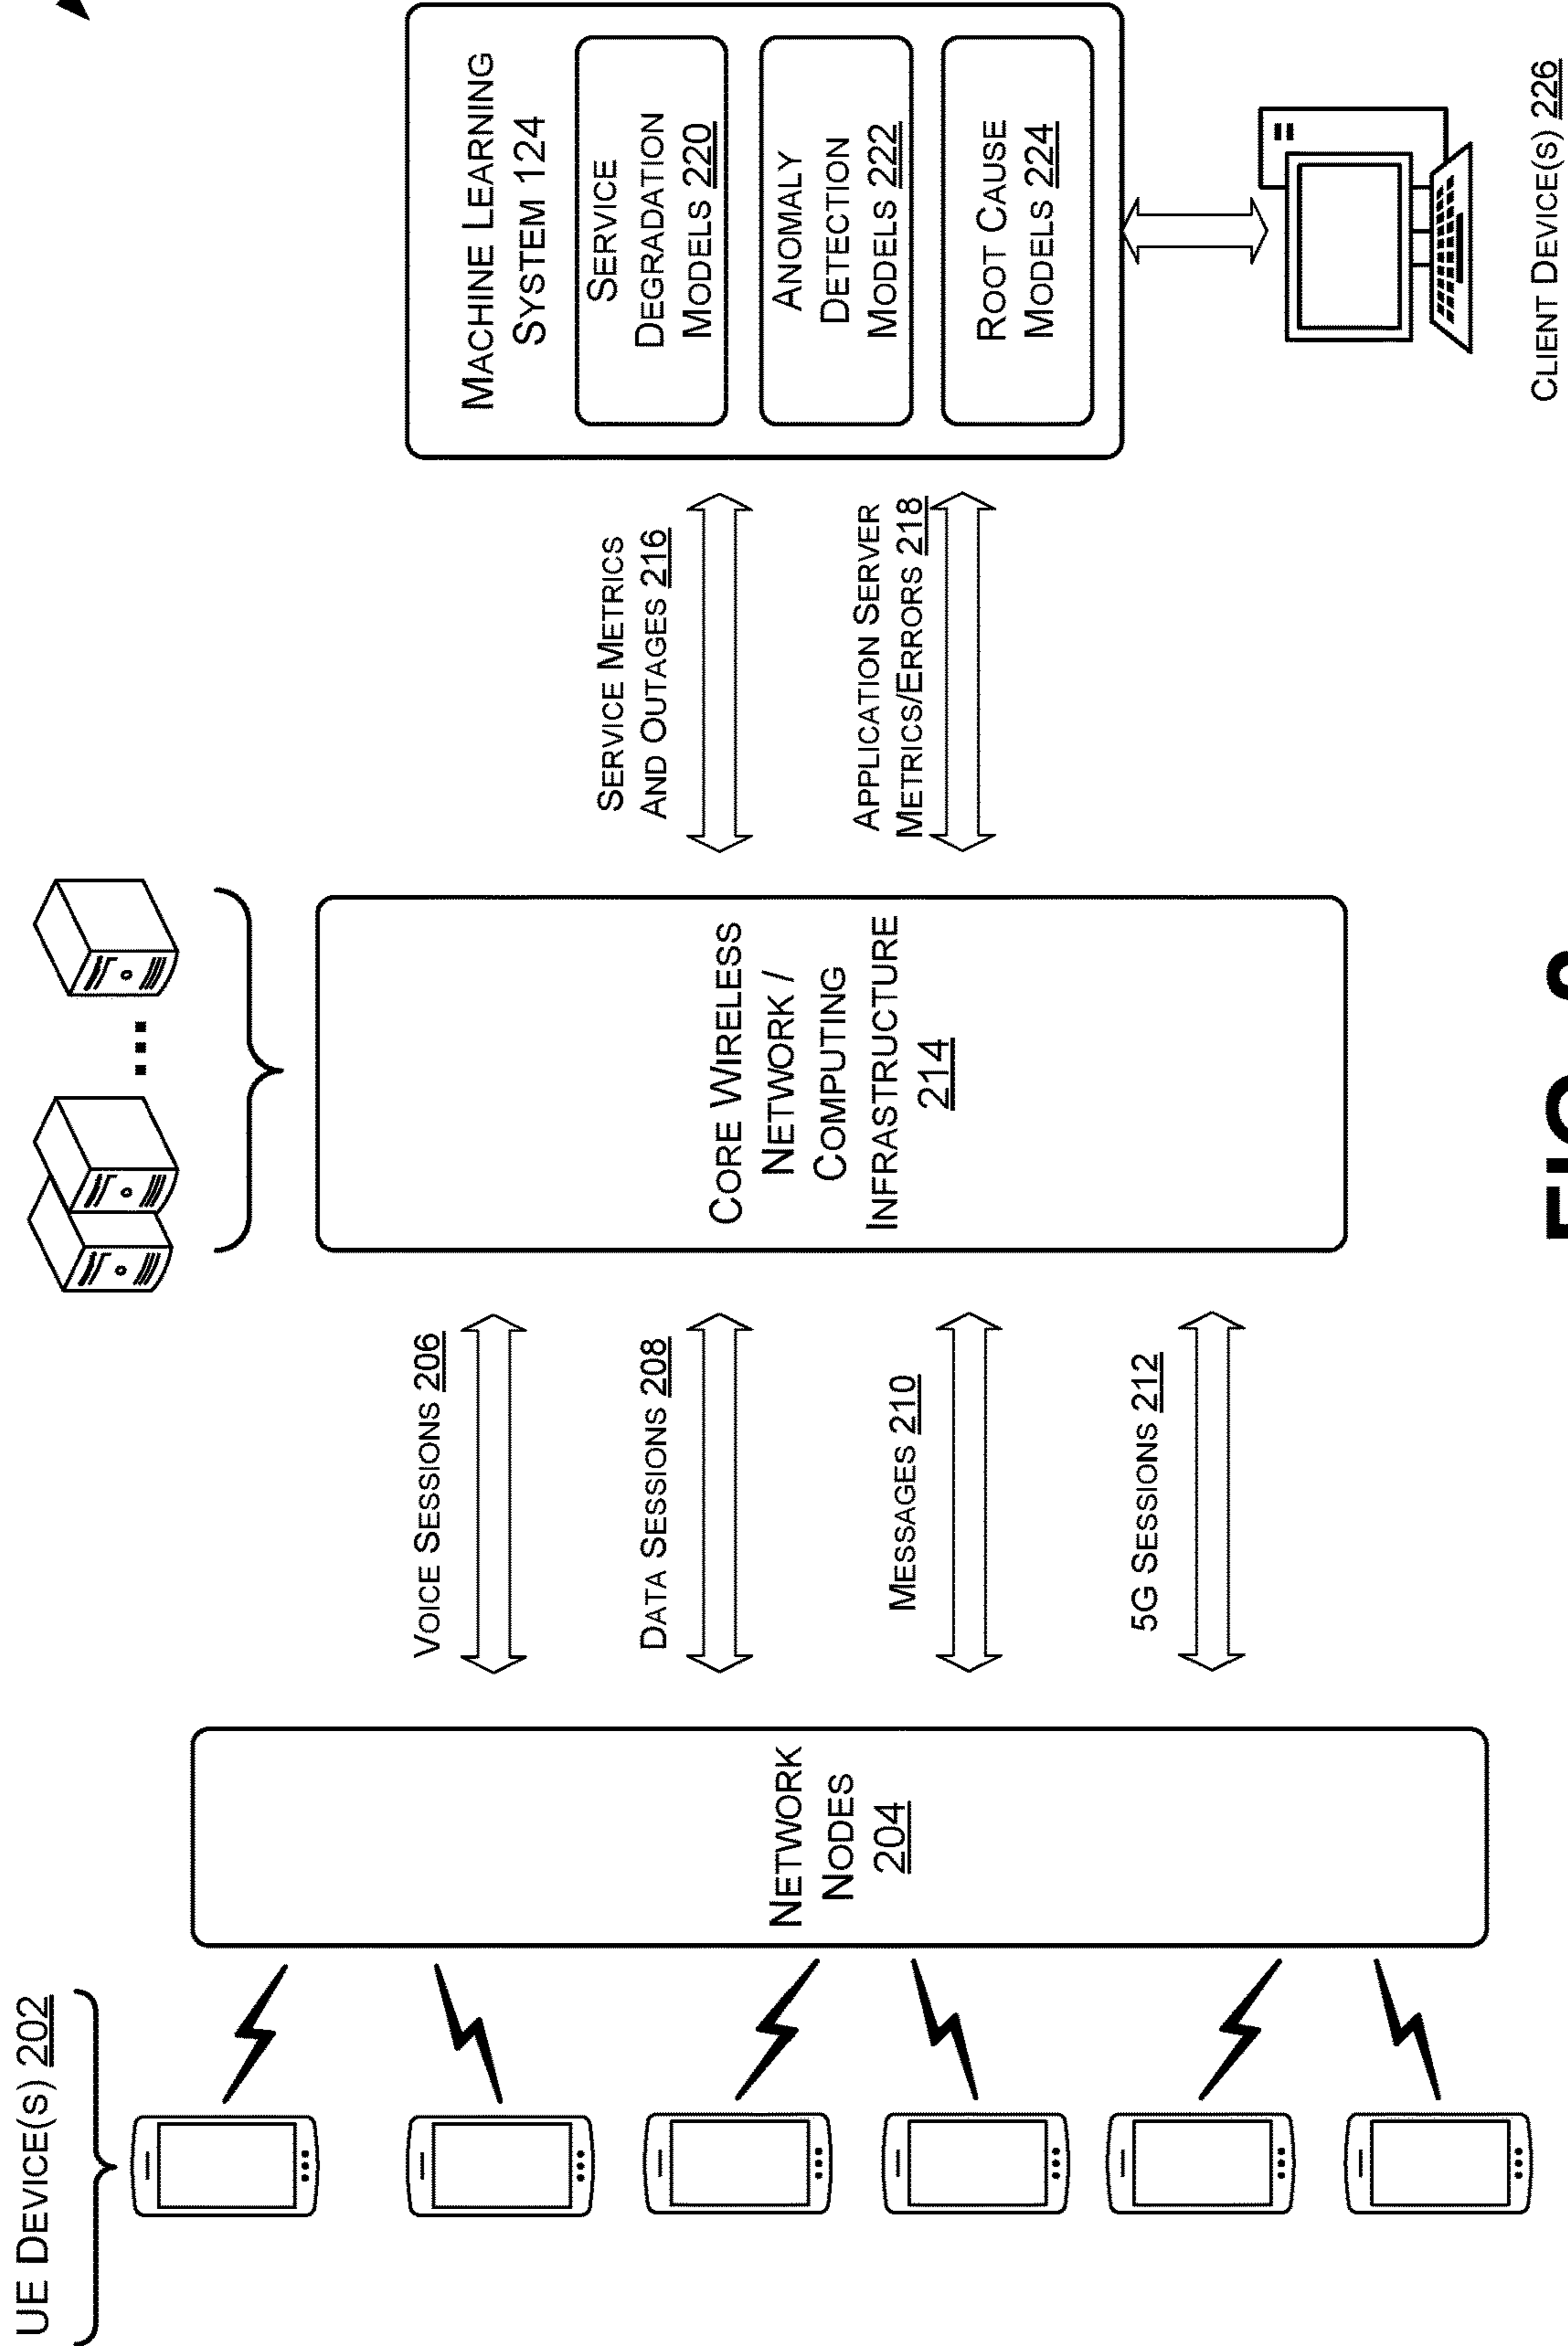 UE DEVICE(S) 202
NETWORK
NODES
204
VOICE SESSIONS 206
DATA SESSIONS 208
MESSAGES 210
5G SESSIONS 212
CORE WIRELESS
NETWORK /
COMPUTING
INFRASTRUCTURE
214
SERVICE METRICS
AND OUTAGES 216
APPLICATION SERVER
METRICS/ERRORS 218
MACHINE LEARNING
SYSTEM 124
SERVICE
DEGRADATION
MODELS 220
ANOMALY
DETECTION
MODELS 222
ROOT CAUSE
MODELS 224
CLIENT DEVICE(S) 226